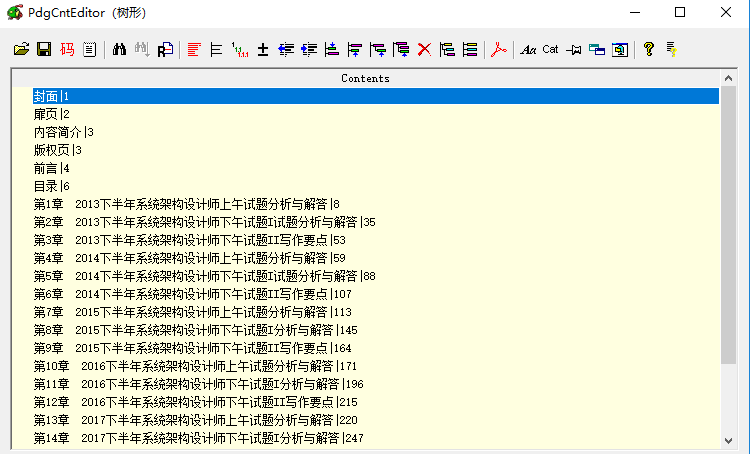 PdgCntEditor (树形)
码
Aa Cat
Contents
封面|1
扉页|2
内容简介|3
版权页|3
前言|4
目录|6
第1章 2013下半年系统架构设计师上午试题分析与解答|8
第2章 2013下半年系统架构设计师下午试题I试题分析与解答|35
第3章 2013下半年系统架构设计师下午试题II写作要点|53
第4章 2014下半年系统架构设计师上午试题分析与解答|59
第5章 2014下半年系统架构设计师下午试题I试题分析与解答|88
第6章 2014下半年系统架构设计师下午试题II写作要点|107
第7章 2015下半年系统架构设计师上午试题分析与解答|113
第8章 2015下半年系统架构设计师下午试题I分析与解答|145
第9章 2015下半年系统架构设计师下午试题II写作要点|164
第10章 2016下半年系统架构设计师上午试题分析与解答|171
第11章 2016下半年系统架构设计师下午试题I分析与解答|196
第12章 2016下半年系统架构设计师下午试题II写作要点|215
第13章 2017下半年系统架构设计师上午试题分析与解答|220
第14章 2017下半年系统架构设计师下午试题I分析与解答|247